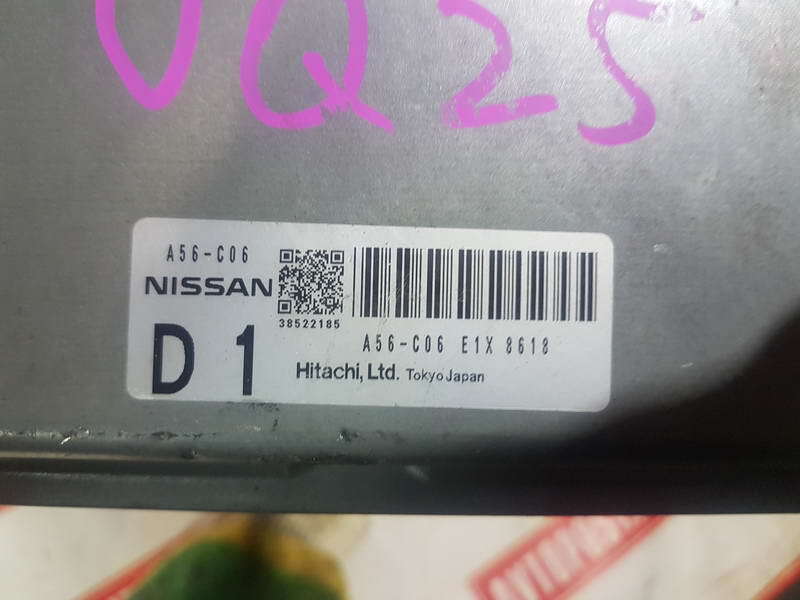 VQ25
A56-C06
NISSAN
38522185
A56-C06 E1X 8618
D 1
Hitachi, Ltd. Tokyo Japan